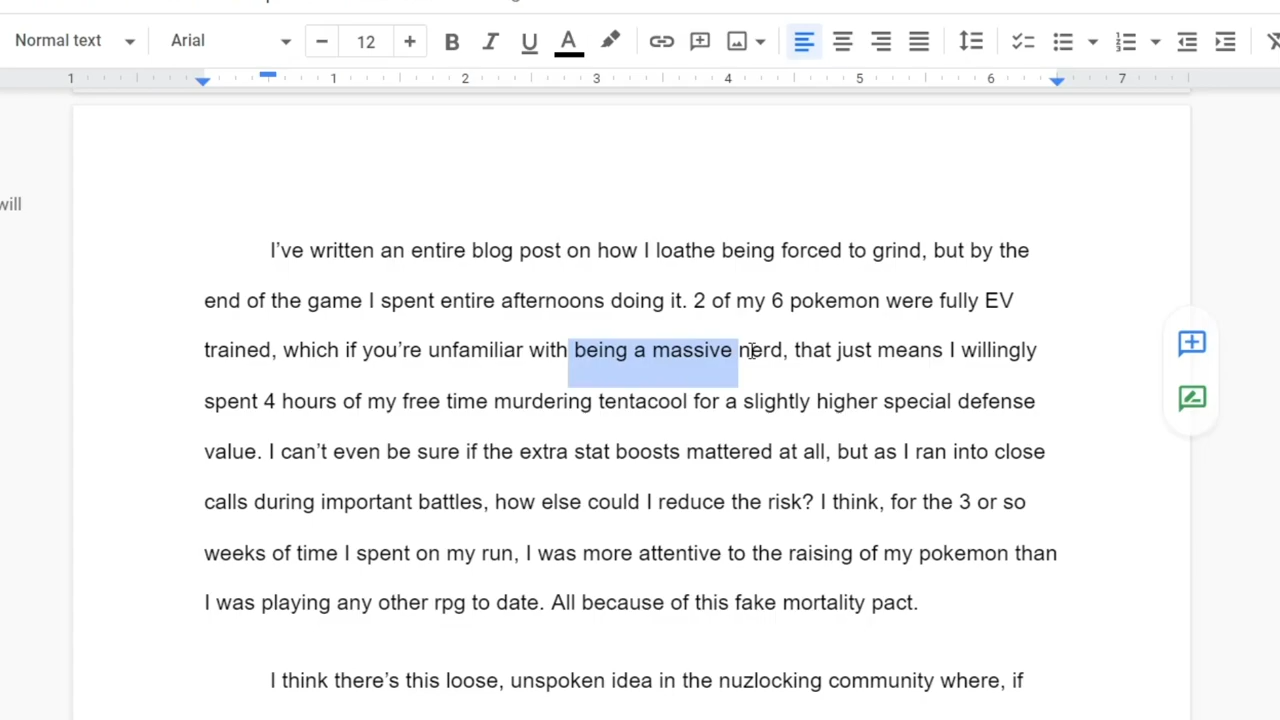 Normal text Arial 12 B I U A
1 1 2 3 4 5 6 7
will
I’ve written an entire blog post on how I loathe being forced to grind, but by the
end of the game I spent entire afternoons doing it. 2 of my 6 pokemon were fully EV
trained, which if you’re unfamiliar with being a massive nerd, that just means I willingly
spent 4 hours of my free time murdering tentacool for a slightly higher special defense
value. I can’t even be sure if the extra stat boosts mattered at all, but as I ran into close
calls during important battles, how else could I reduce the risk? I think, for the 3 or so
weeks of time I spent on my run, I was more attentive to the raising of my pokemon than
I was playing any other rpg to date. All because of this fake mortality pact.
I think there’s this loose, unspoken idea in the nuzlocking community where, if